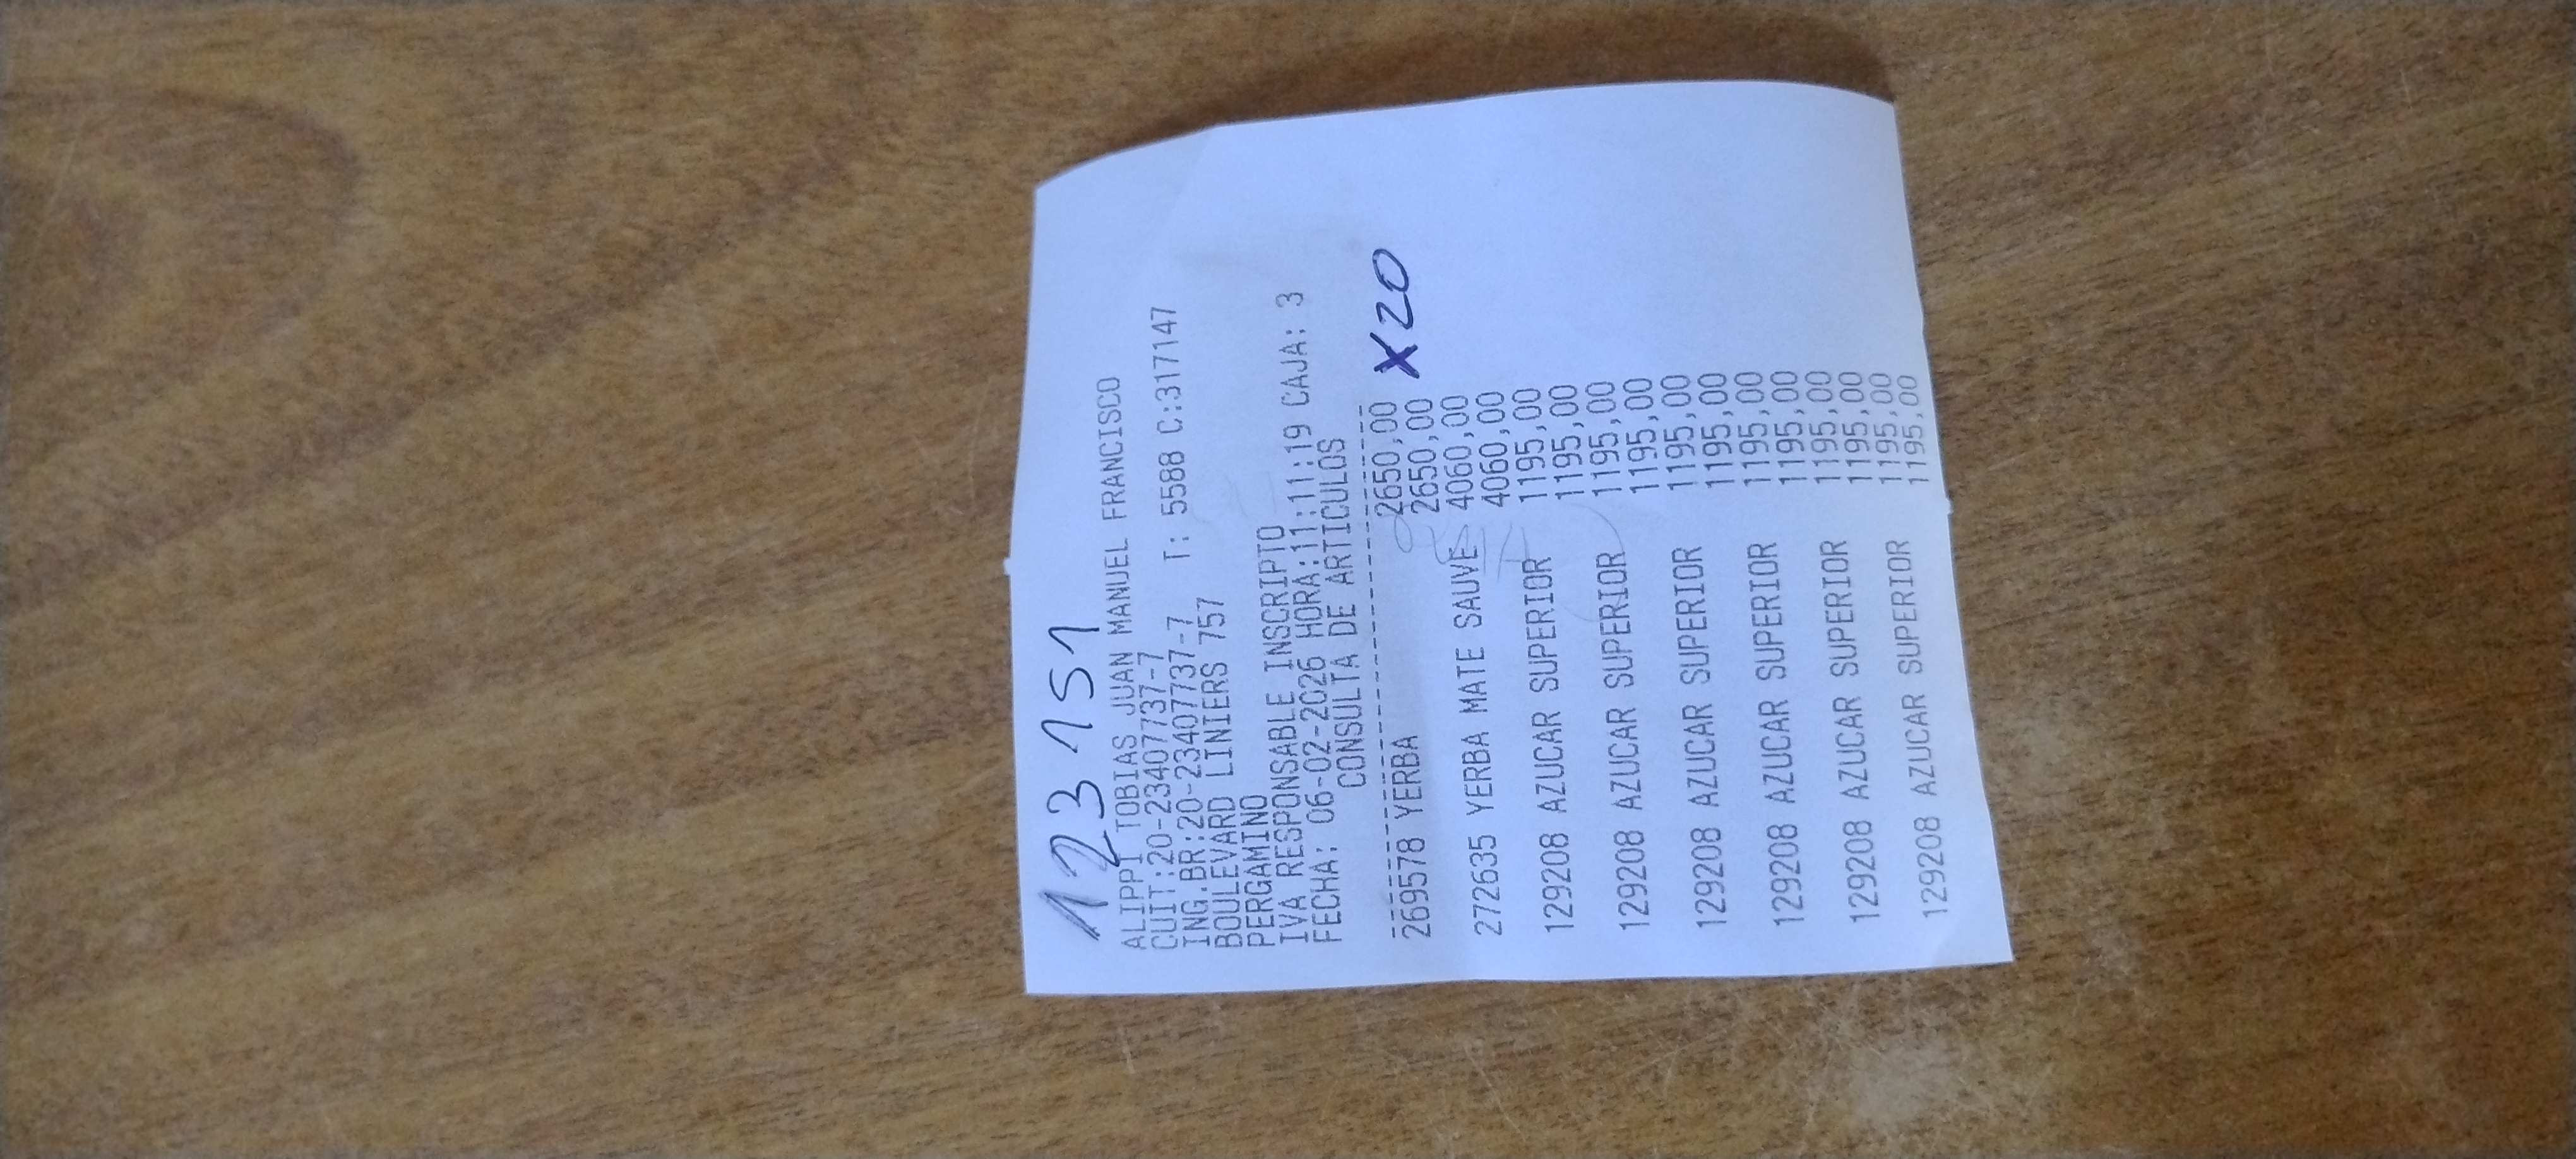 123151
ALIPPI TOBIAS JUAN MANUEL FRANCISCO
CUIT:20-23407737-7
ING.BR:20-23407737-7 T: 5588 C:317147
BOULEVARD LINIERS 757
PERGAMINO
IVA RESPONSABLE INSCRIPTO
FECHA: 06-02-2026 HORA:11:11:19 CAJA: 3
CONSULTA DE ARTICULOS
----------------------------------------
2650,00 X20
269578 YERBA 2650,00
4060,00
272635 YERBA MATE SAUVE 4060,00
1195,00
129208 AZUCAR SUPERIOR 1195,00
1195,00
129208 AZUCAR SUPERIOR 1195,00
1195,00
129208 AZUCAR SUPERIOR 1195,00
1195,00
129208 AZUCAR SUPERIOR 1195,00
1195,00
129208 AZUCAR SUPERIOR 1195,00
1195,00
129208 AZUCAR SUPERIOR 1195,00